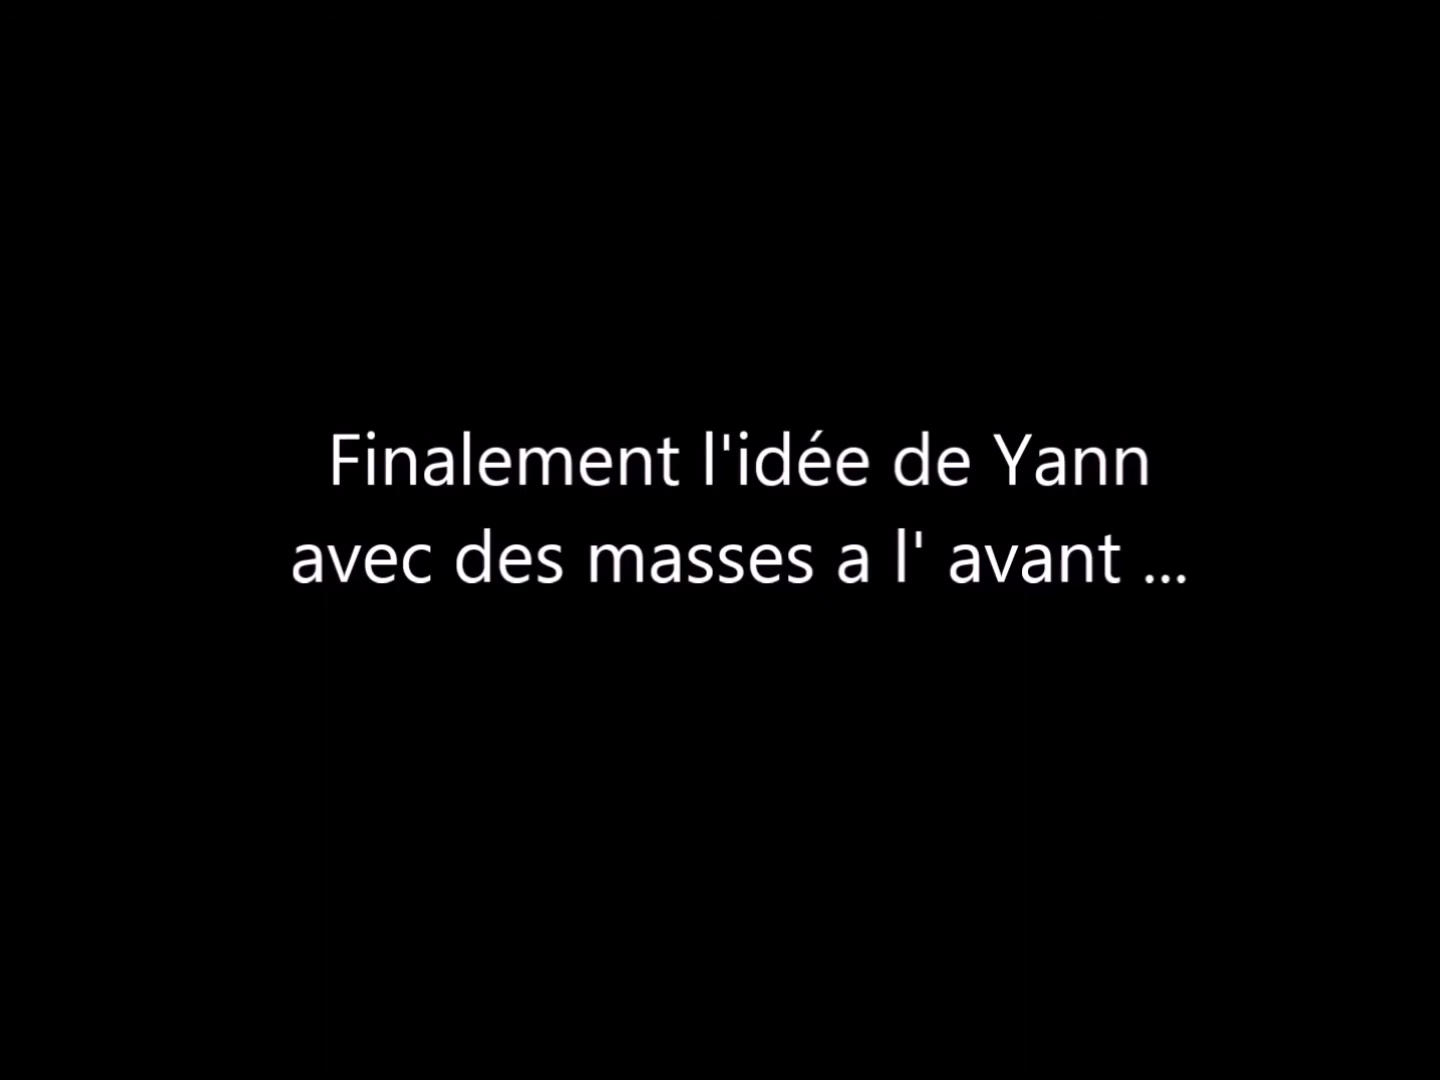 Finalement l'idée de Yann
avec des masses a l' avant ...